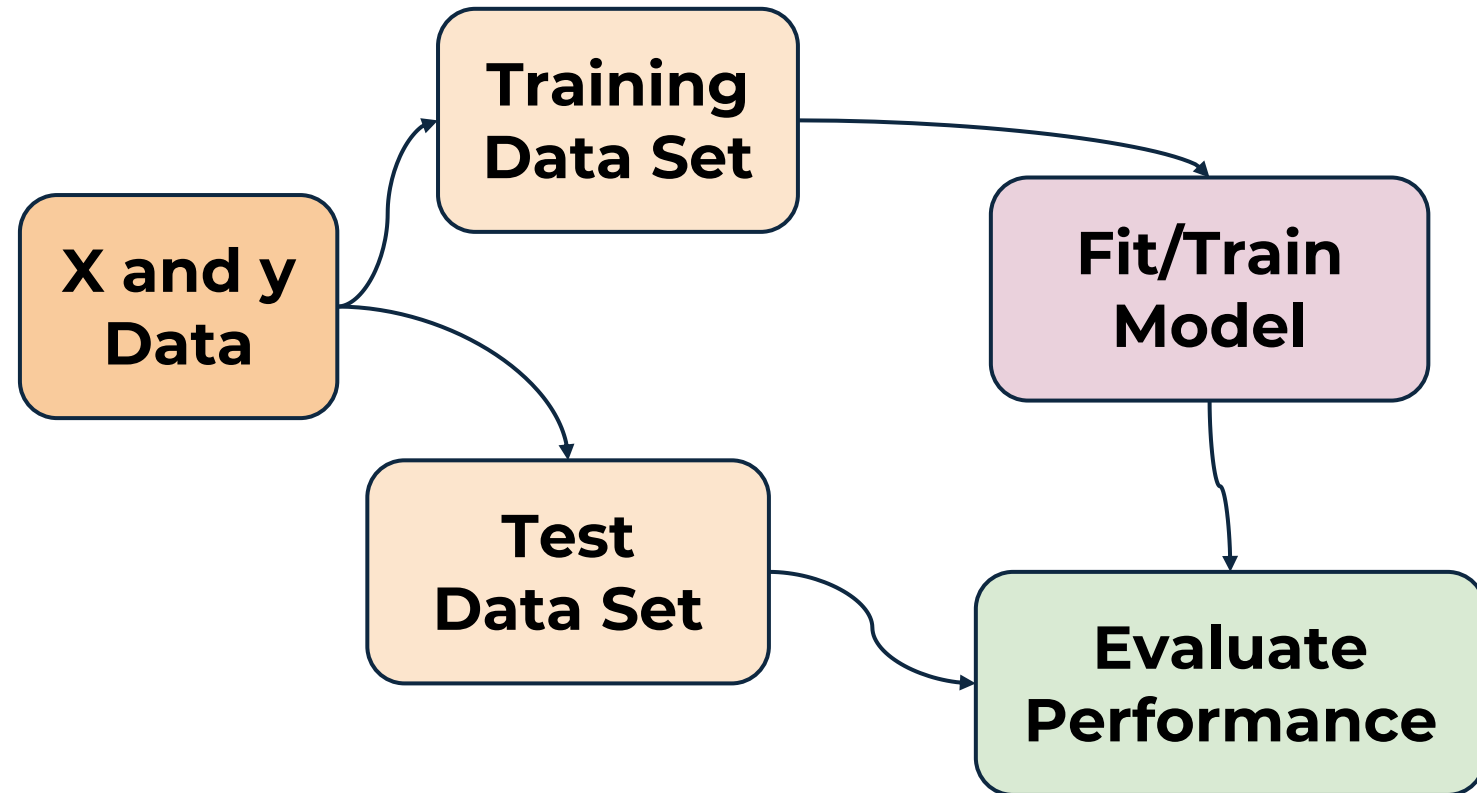 Training
Data Set
X and y
Data
Fit/Train
Model
Test
Data Set
Evaluate
Performance